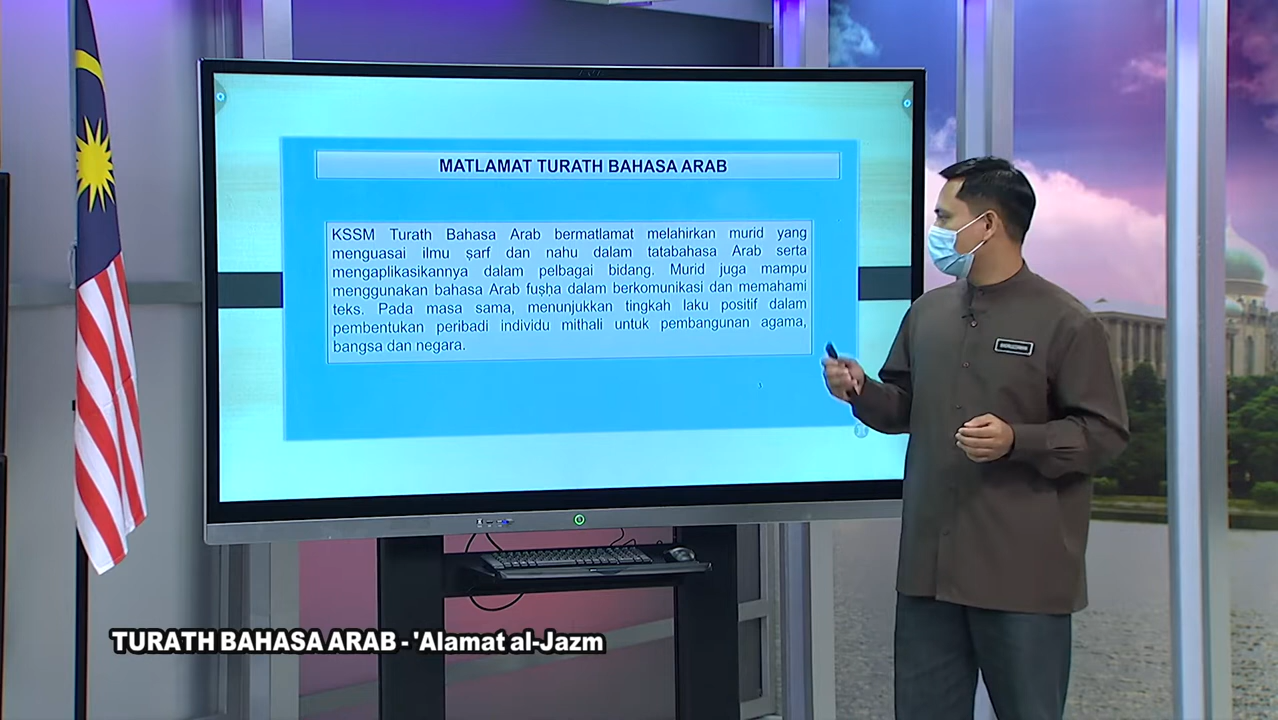 MATLAMAT TURATH BAHASA ARAB
KSSM Turath Bahasa Arab bermatlamat melahirkan murid yang
menguasai ilmu ṣarf dan nahu dalam tatabahasa Arab serta
mengaplikasikannya dalam pelbagai bidang. Murid juga mampu
menggunakan bahasa Arab fuṣḥa dalam berkomunikasi dan memahami
teks. Pada masa sama, menunjukkan tingkah laku positif dalam
pembentukan peribadi individu mithali untuk pembangunan agama,
bangsa dan negara.
TURATH BAHASA ARAB - 'Alamat al-Jazm